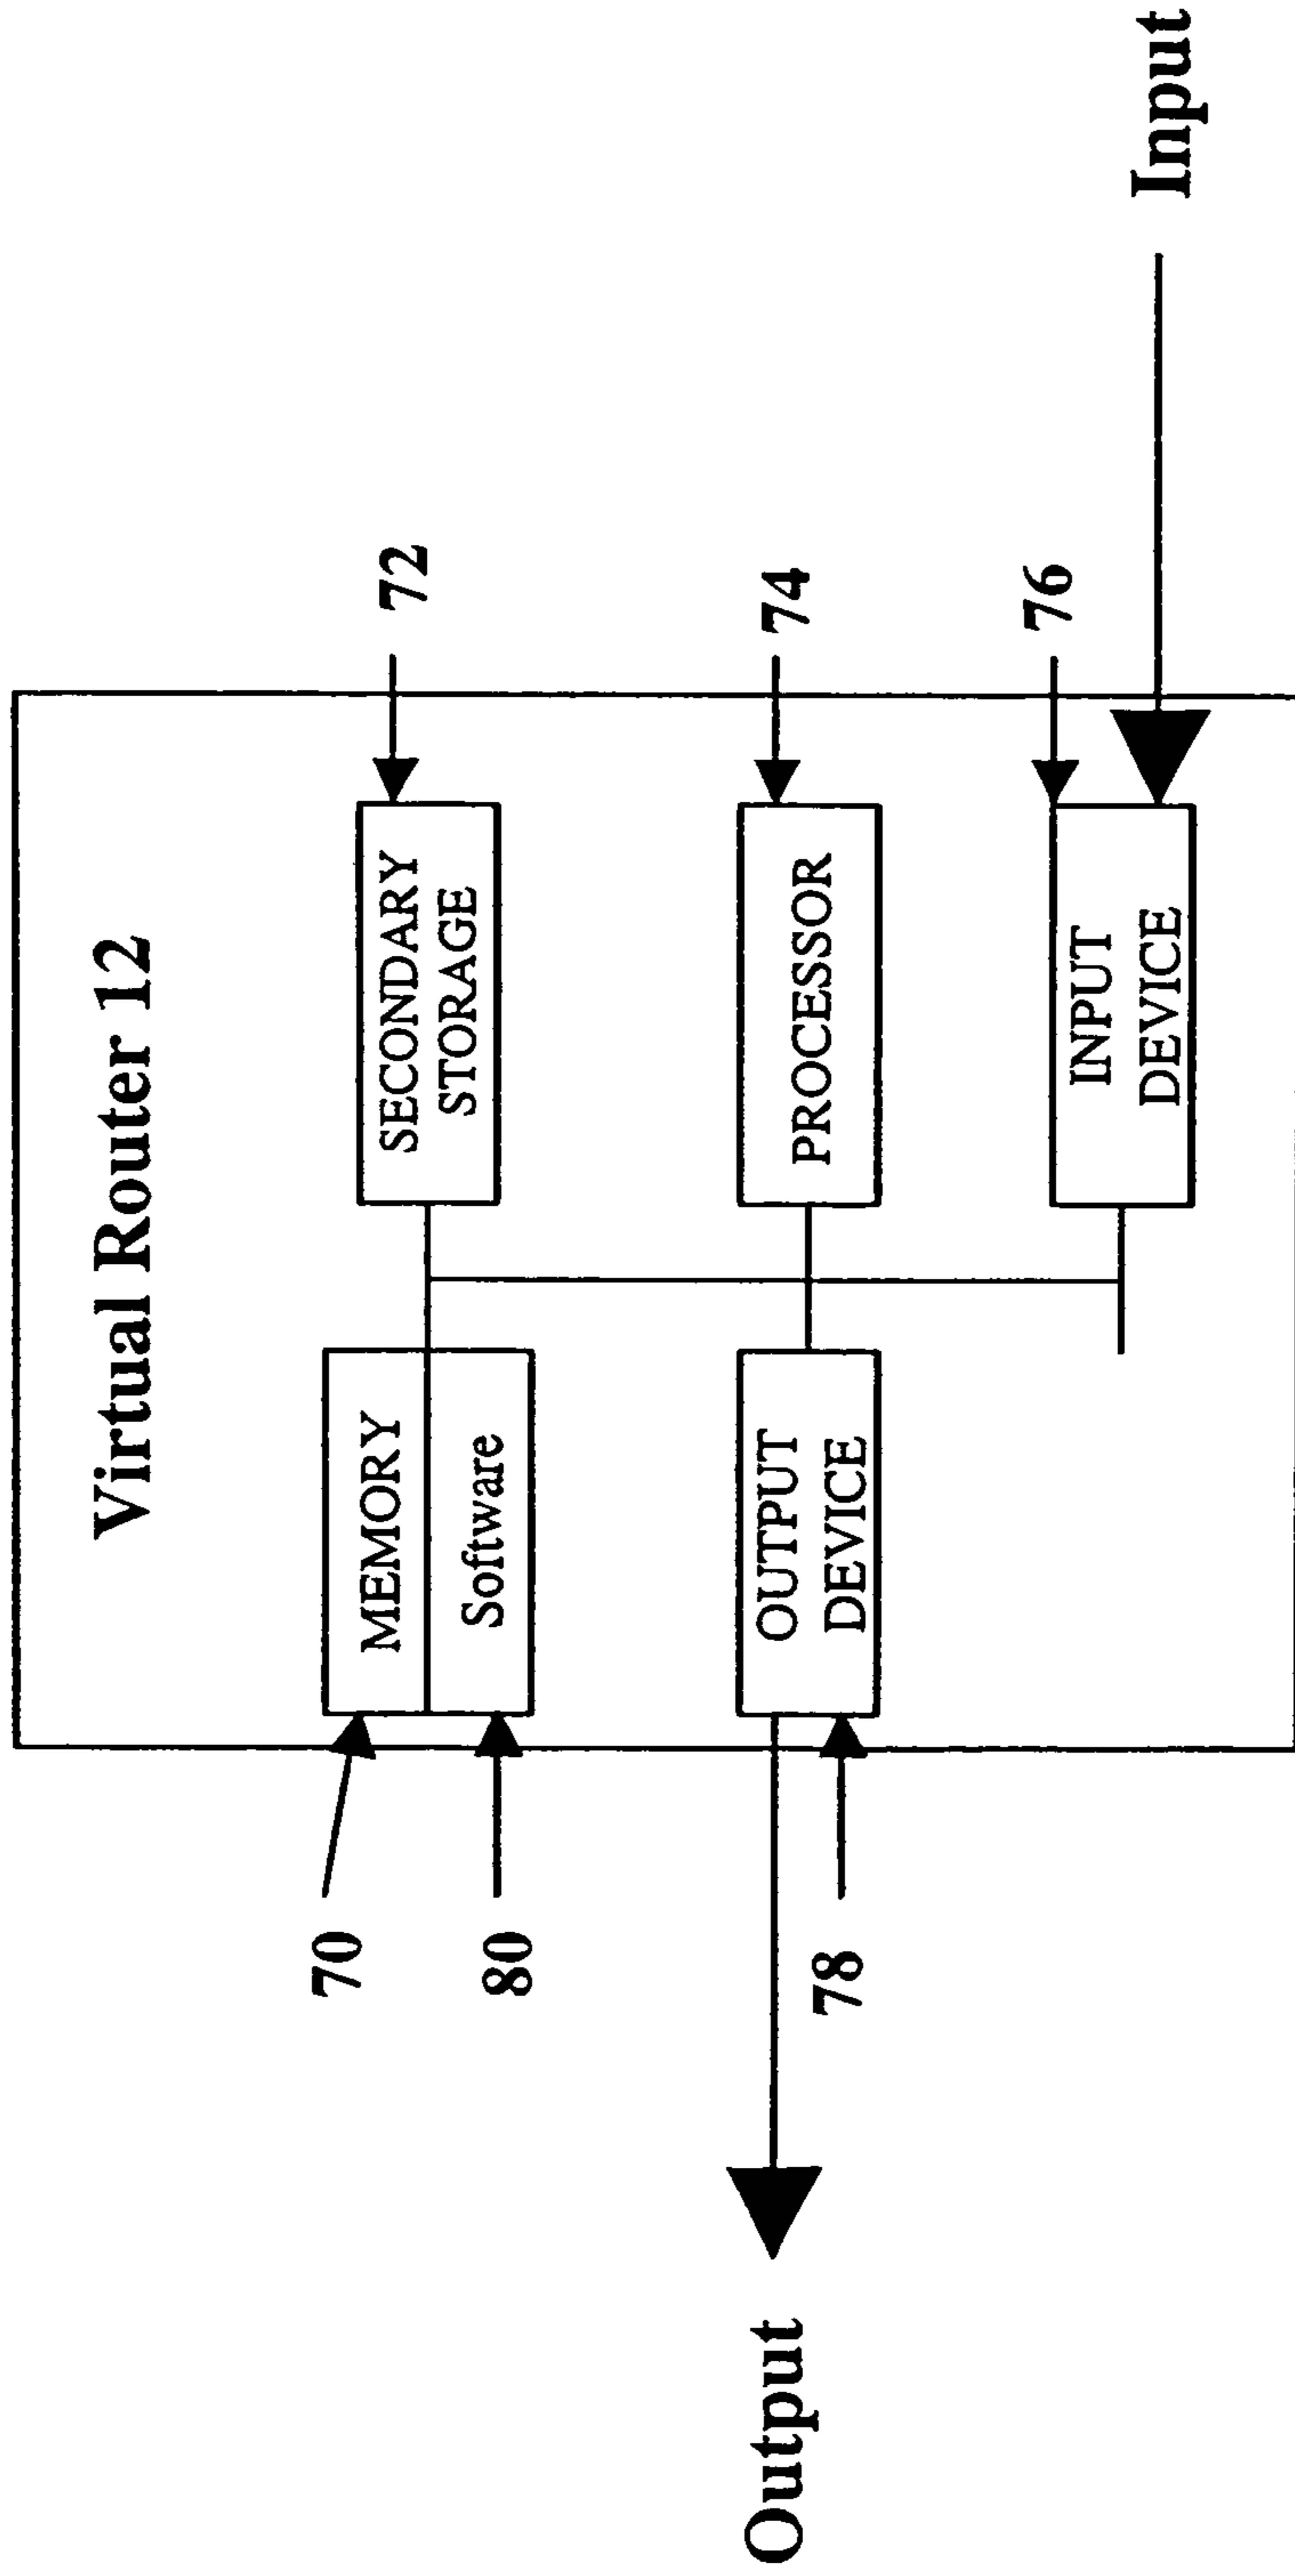 Virtual Router 12
70
MEMORY
SECONDARY
STORAGE
72
80
Software
OUTPUT
DEVICE
PROCESSOR
74
Output
78
INPUT
DEVICE
76
Input